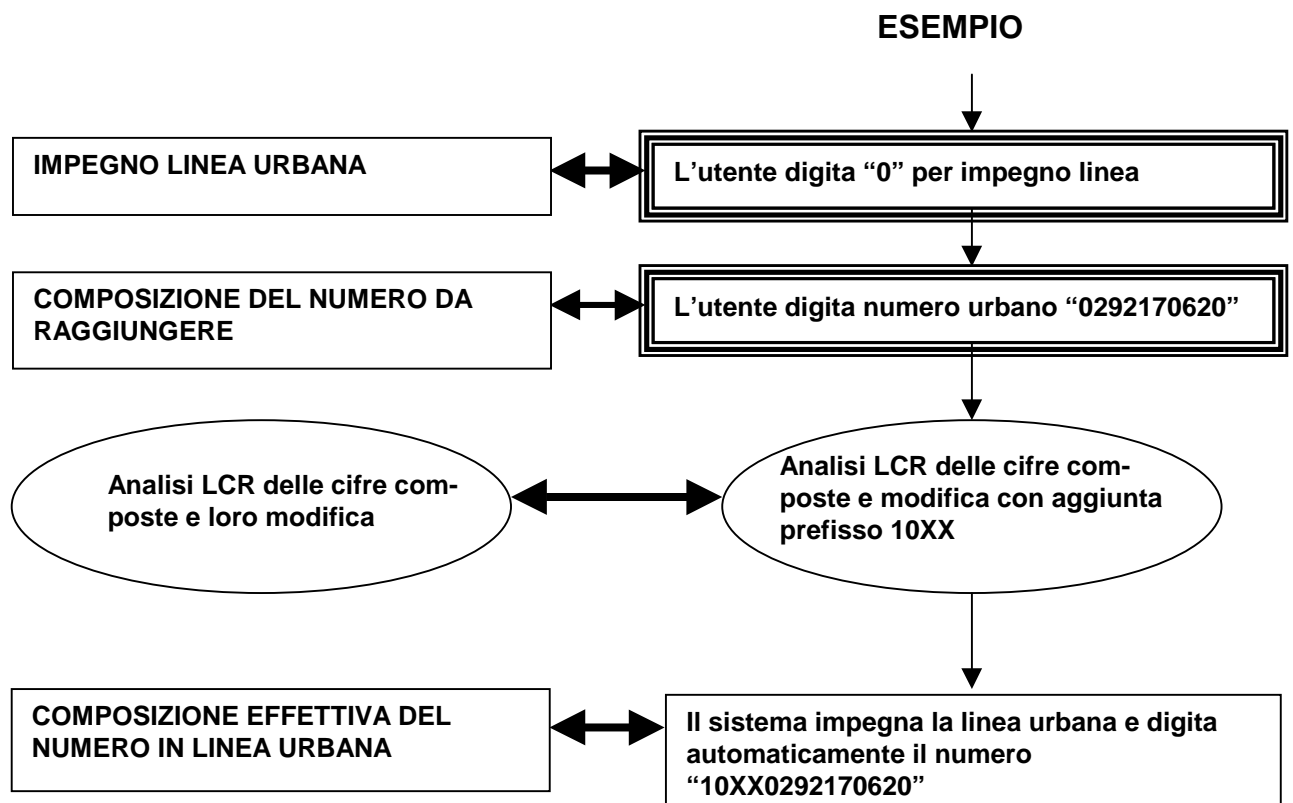 ESEMPIO
IMPEGNO LINEA URBANA
L’utente digita “0” per impegno linea
COMPOSIZIONE DEL NUMERO DA
RAGGIUNGERE
L’utente digita numero urbano “0292170620”
Analisi LCR delle cifre com-
poste e loro modifica
Analisi LCR delle cifre com-
poste e modifica con aggiunta
prefisso 10XX
COMPOSIZIONE EFFETTIVA DEL
NUMERO IN LINEA URBANA
Il sistema impegna la linea urbana e digita
automaticamente il numero
“10XX0292170620”